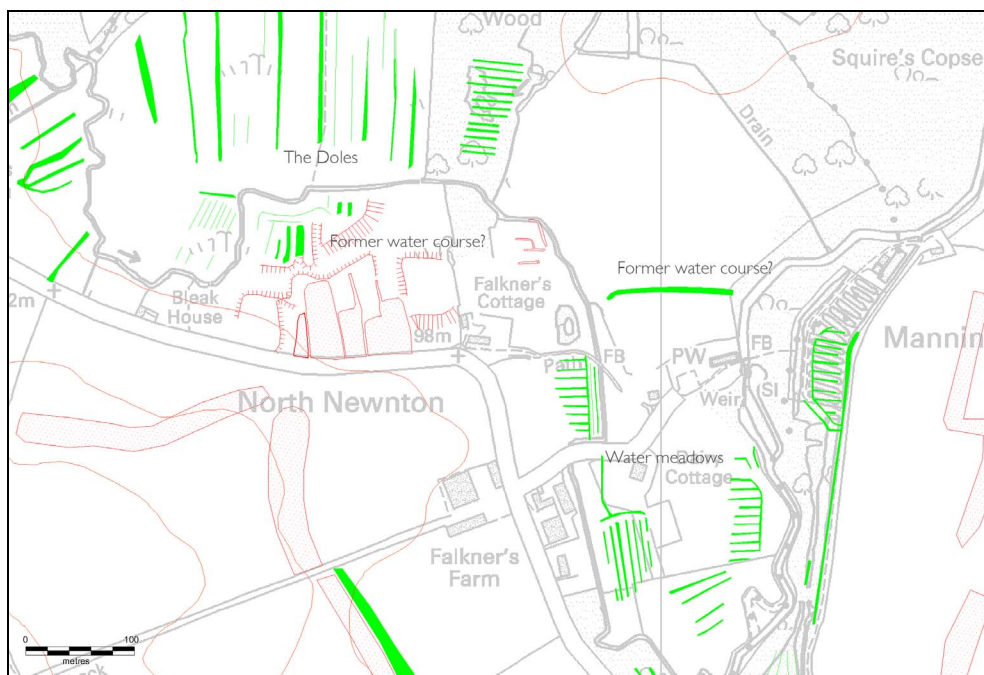 Wood
Squire's Copse
Drain
The Doles
Former water course?
Former water course?
Falkner's
Cottage
2m
Bleak
House
98m
Path
FB
PW
FB
Mannin
North Newnton
Weir
(SI
Water meadows
Cottage
Falkner's
Farm
0
100
metres
ck